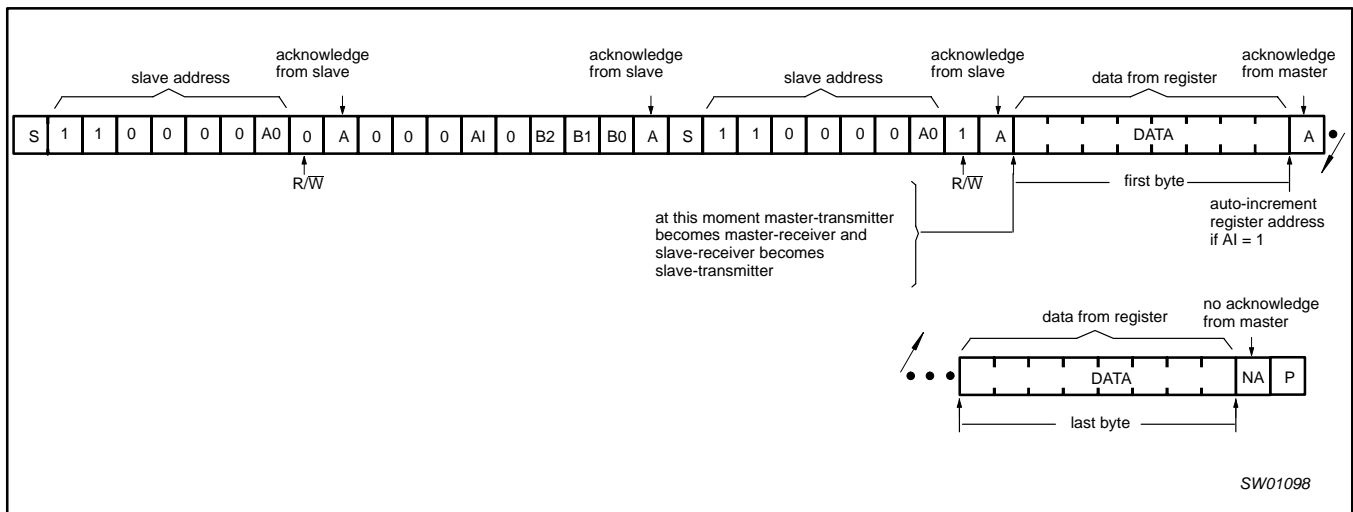 acknowledge
from slave
acknowledge
from slave
acknowledge
from slave
acknowledge
from master
slave address
slave address
data from register
S 1 1 0 0 0 0 A0 0 A 0 0 0 AI 0 B2 B1 B0 A S 1 1 0 0 0 0 A0 1 A DATA A
R/W̅
R/W̅
first byte
auto-increment
register address
if AI = 1
at this moment master-transmitter
becomes master-receiver and
slave-receiver becomes
slave-transmitter
no acknowledge
from master
data from register
DATA NA P
last byte
SW01098